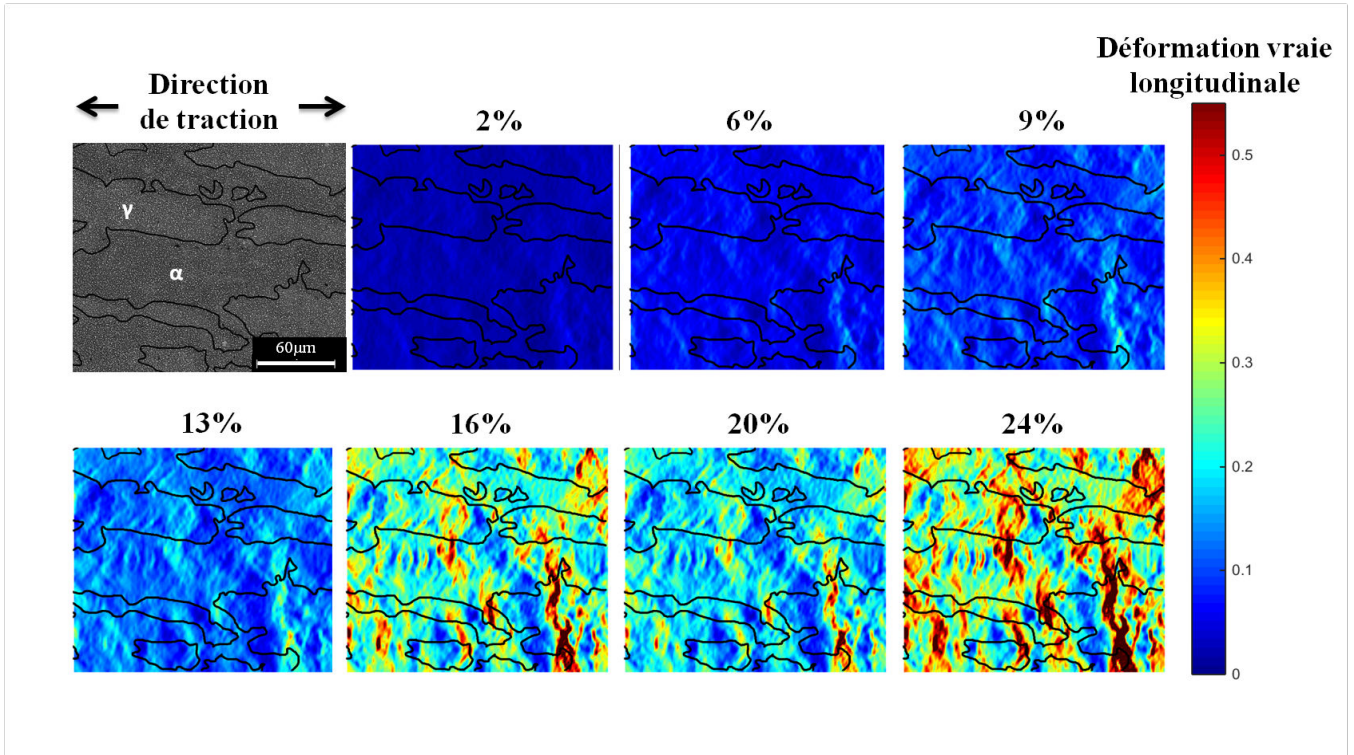 Direction
de traction
Déformation vraie
longitudinale
2%
6%
9%
γ
α
60μm
13%
16%
20%
24%
0.5
0.4
0.3
0.2
0.1
0